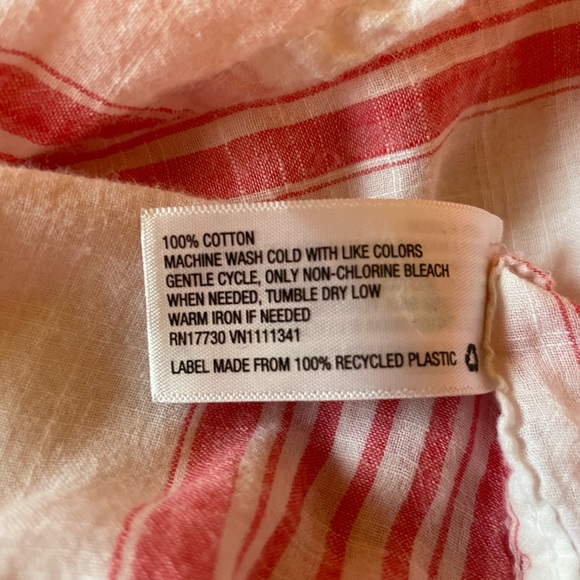 100% COTTON
MACHINE WASH COLD WITH LIKE COLORS
GENTLE CYCLE, ONLY NON-CHLORINE BLEACH
WHEN NEEDED, TUMBLE DRY LOW
WARM IRON IF NEEDED
RN17730 VN1111341
LABEL MADE FROM 100% RECYCLED PLASTIC